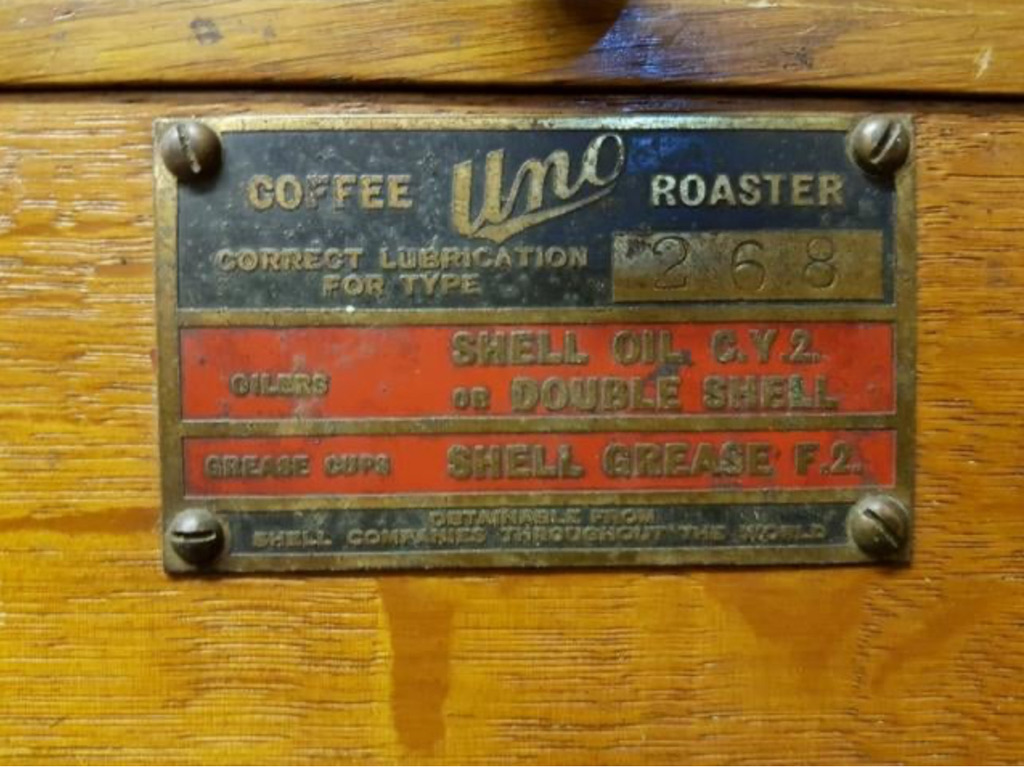 COFFEE Uno ROASTER
CORRECT LUBRICATION
FOR TYPE
268
OILERS
SHELL OIL C.Y.2.
OR DOUBLE SHELL
GREASE CUPS SHELL GREASE F.2.
OBTAINABLE FROM
SHELL COMPANIES THROUGHOUT THE WORLD